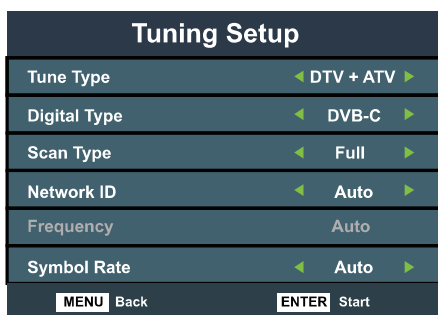 Tuning Setup
Tune Type DTV + ATV
Digital Type DVB-C
Scan Type Full
Network ID Auto
Frequency Auto
Symbol Rate Auto
MENU Back ENTER Start